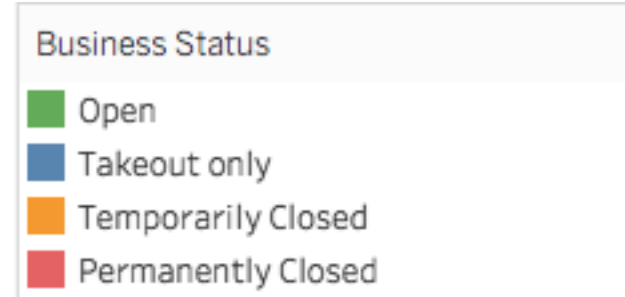 Business Status
Open
Takeout only
Temporarily Closed
Permanently Closed